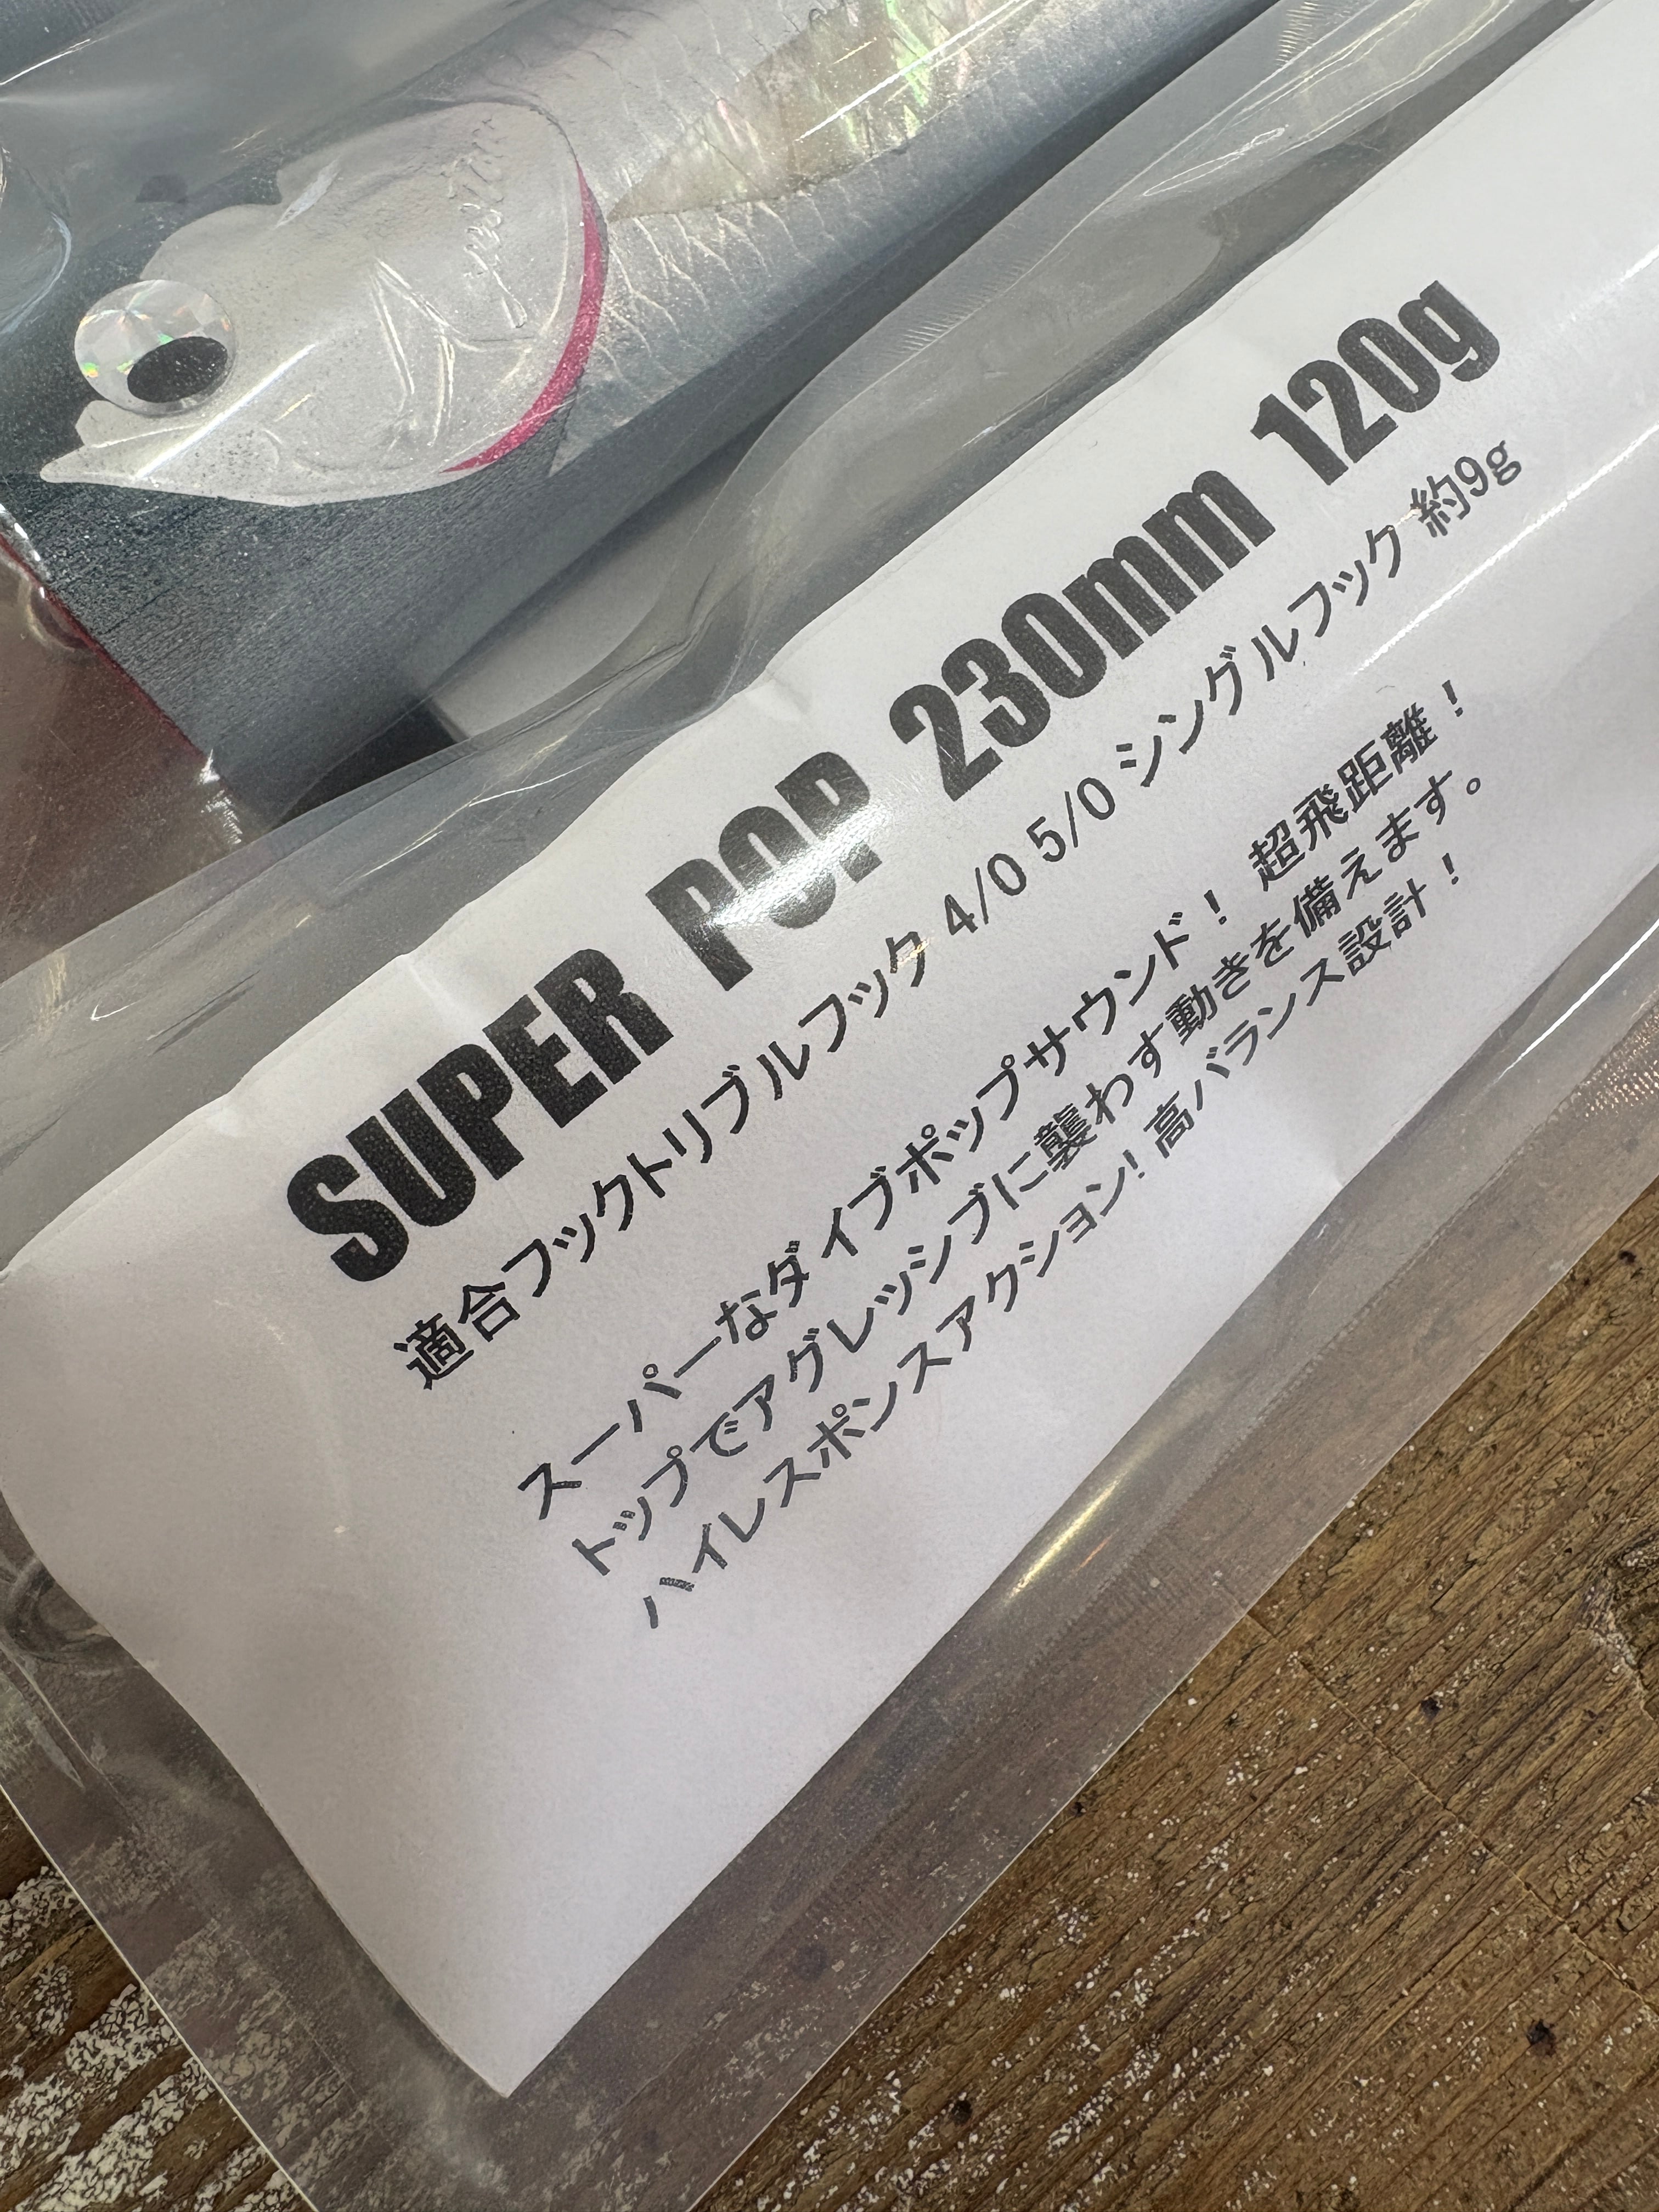 SUPER POP 230mm 120g
適合フックトリブルフック 4/0 5/0 シングルフック 約9g
スーパーなダイブポップサウンド！ 超飛距離！
トップでアグレッシブに襲わす動きを備えます。
ハイレスポンスアクション! 高バランス設計！